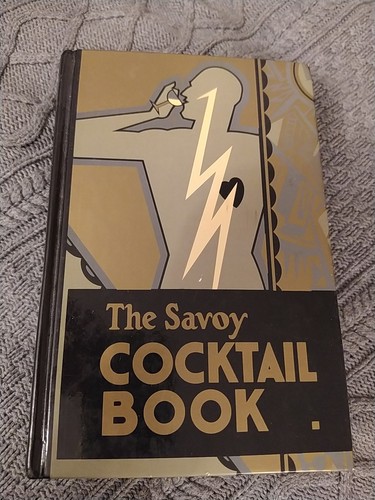 The Savoy
COCKTAIL
BOOK .